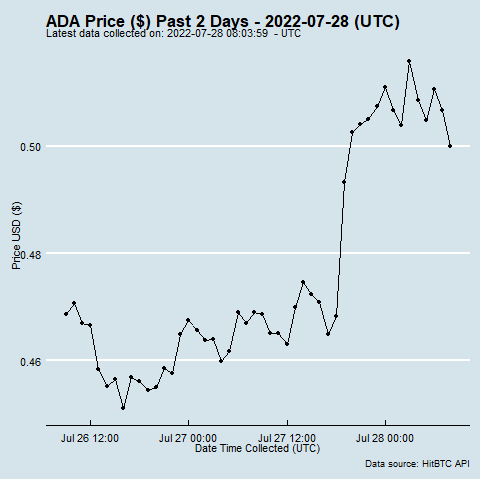 ADA Price ($) Past 2 Days - 2022-07-28 (UTC)
Latest data collected on: 2022-07-28 08:03:59 - UTC
Price USD ($)
0.50
0.48
0.46
Jul 26 12:00
Jul 27 00:00
Jul 27 12:00
Jul 28 00:00
Date Time Collected (UTC)
Data source: HitBTC API